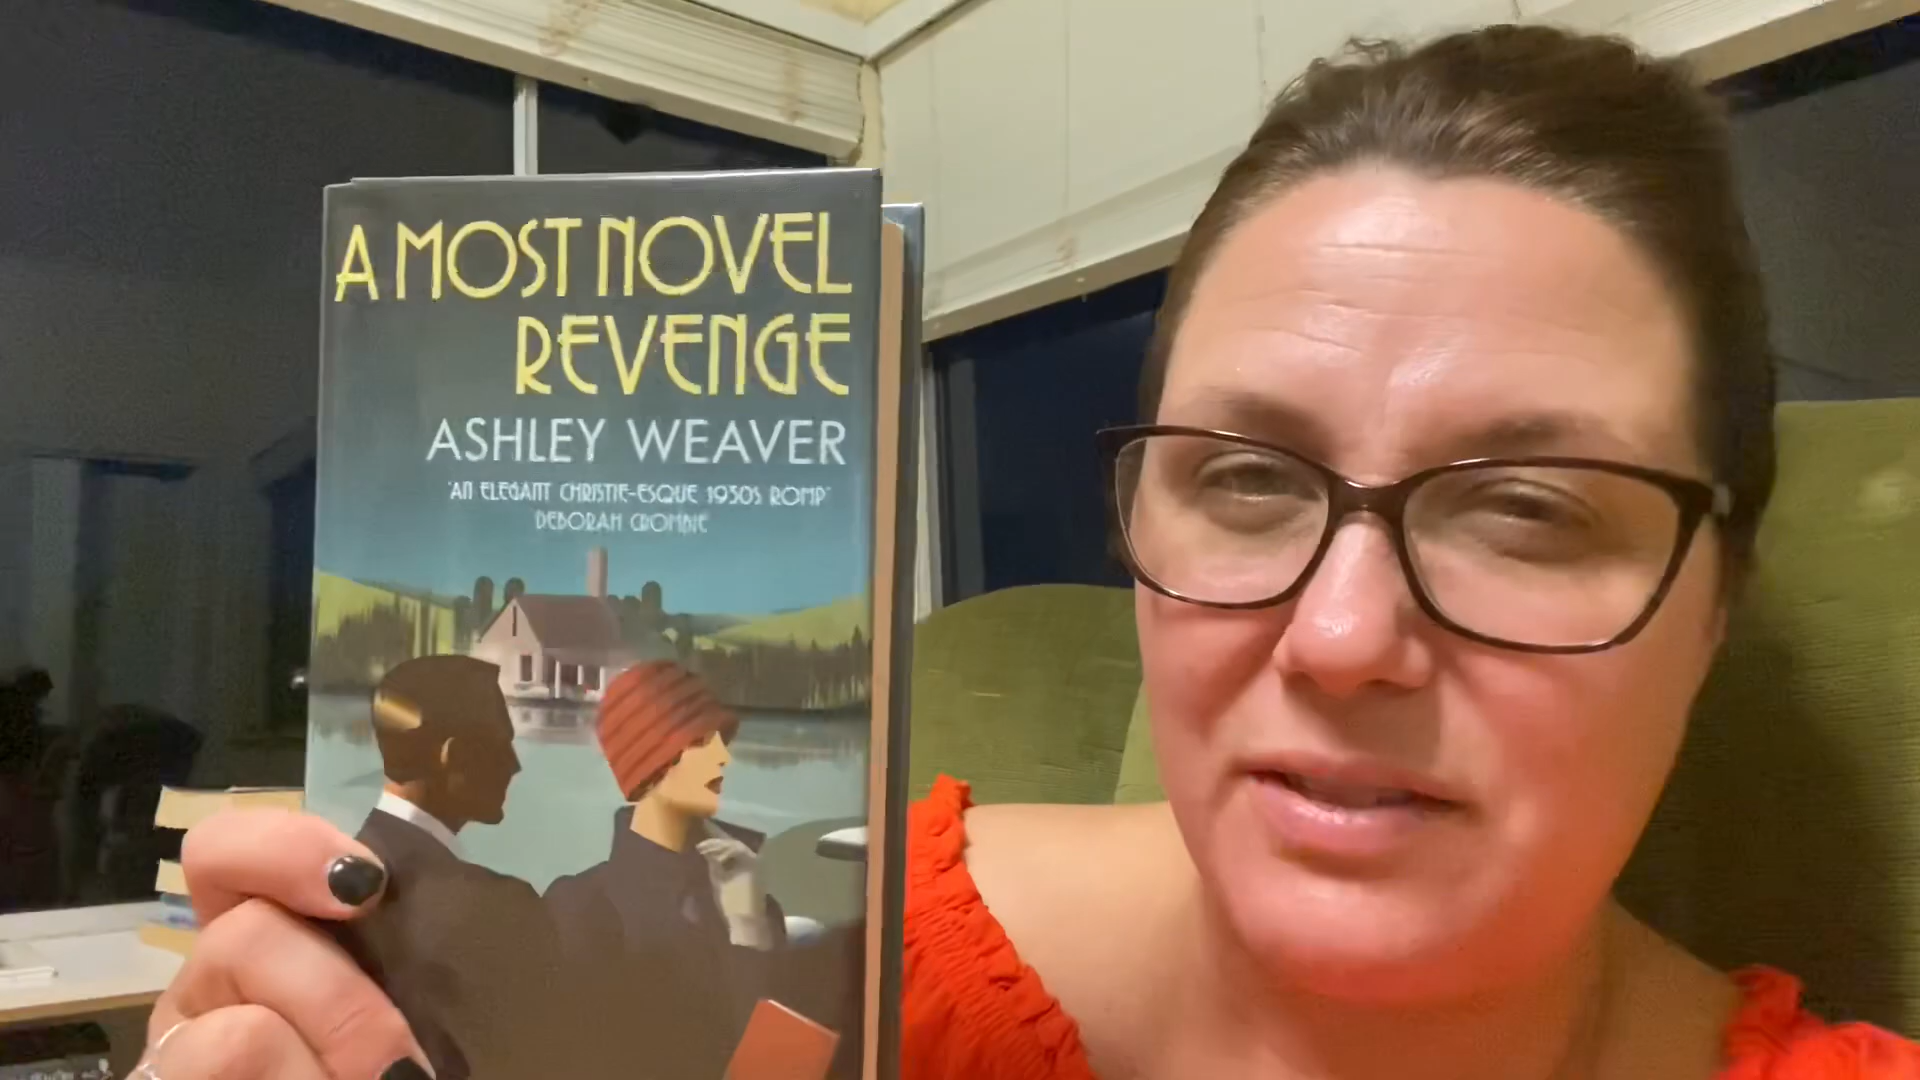 A MOST NOVEL
REVENGE
ASHLEY WEAVER
'AN ELEGANT CHRISTIE-ESQUE 1930S ROMP'
DEBORAH CROMBIE